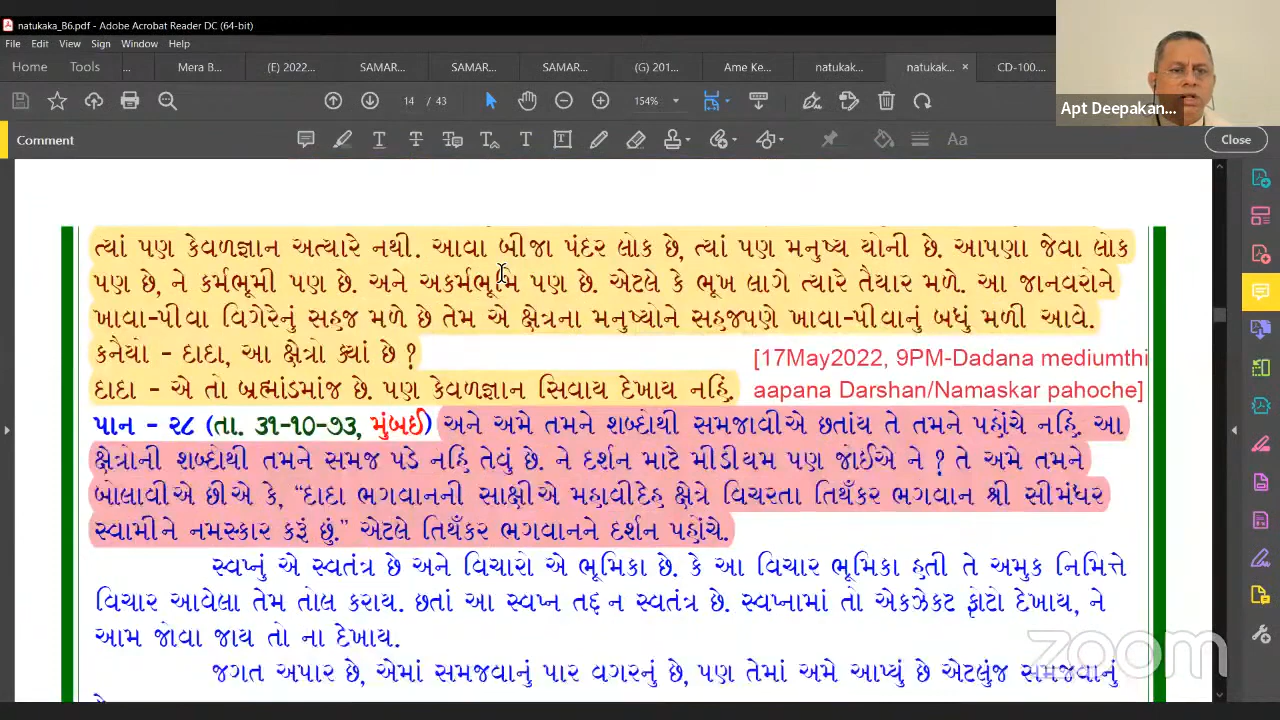 natukaka_B6.pdf - Adobe Acrobat Reader DC (64-bit)
File Edit View Sign Window Help
Home Tools ... Mera B... (E) 2022... SAMAR... SAMAR... SAMAR... (G) 201... Ame Ke... natukak... natukak... × CD-100....
14 / 43 154%
Apt Deepakan...
Comment Close
ત્યાં પણ કેવળજ્ઞાન અત્યારે નથી. આવા બીજા પંદર લોક છે, ત્યાં પણ મનુષ્ય યોની છે. આપણા જેવા લોક
પણ છે, ને કર્મભૂમી પણ છે. અને અકર્મભૂમિ પણ છે. એટલે કે ભૂખ લાગે ત્યારે તૈયાર મળે. આ જાનવરોને
ખાવા-પીવા વિગેરેનું સહજ મળે છે તેમ એ ક્ષેત્રના મનુષ્યોને સહજપણે ખાવા-પીવાનું બધું મળી આવે.
કનૈયો - દાદા, આ ક્ષેત્રો ક્યાં છે ?
[17May2022, 9PM-Dadana mediumthi
દાદા - એ તો બ્રહ્માંડમાંજ છે. પણ કેવળજ્ઞાન સિવાય દેખાય નહિં.
aapana Darshan/Namaskar pahoche]
પાન - ૨૮ (તા. ૩૧-૧૦-૭૩, મુંબઈ) અને અમે તમને શબ્દોથી સમજાવીએ છતાંય તે તમને પહોંચે નહિં. આ
ક્ષેત્રોની શબ્દોથી તમને સમજ પડે નહિં તેવું છે. ને દર્શન માટે મીડીયમ પણ જોઈએ ને ? તે અમે તમને
બોલાવીએ છીએ કે, “દાદા ભગવાનની સાક્ષીએ મહાવીદેહ ક્ષેત્રે વિચરતા તિર્થંકર ભગવાન શ્રી સીમંધર
સ્વામીને નમસ્કાર કરૂં છું.” એટલે તિર્થંકર ભગવાનને દર્શન પહોંચે.
સ્વપ્નું એ સ્વતંત્ર છે અને વિચારો એ ભૂમિકા છે. કે આ વિચાર ભૂમિકા હતી તે અમુક નિમિત્તે
વિચાર આવેલા તેમ તોલ કરાય. છતાં આ સ્વપ્ન તદ્દન સ્વતંત્ર છે. સ્વપ્નામાં તો એકઝેકટ ફોટો દેખાય, ને
આમ જોવા જાય તો ના દેખાય.
જગત અપાર છે, એમાં સમજવાનું પાર વગરનું છે, પણ તેમાં અમે આપ્યું છે એટલુંજ સમજવાનું
zoom